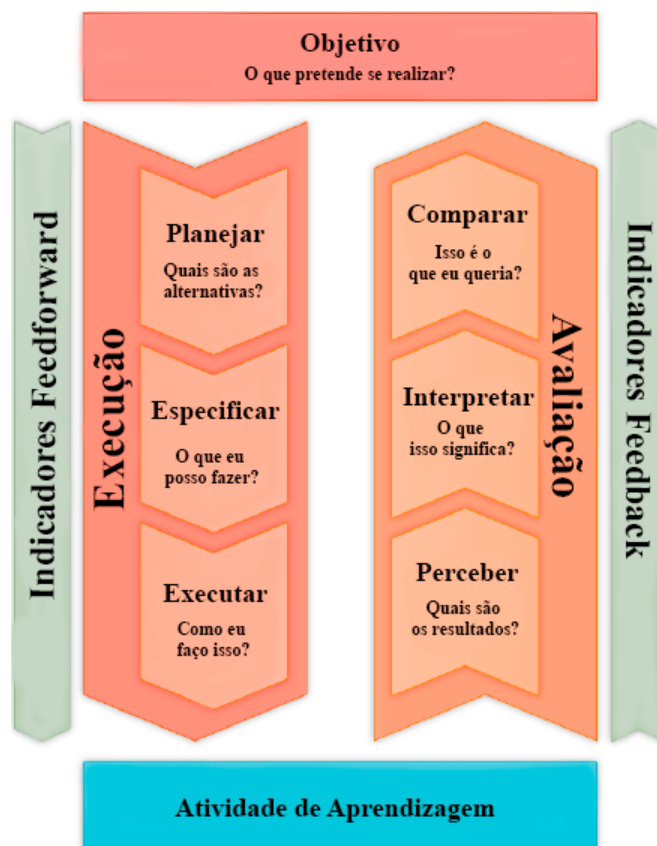 Objetivo
O que pretende se realizar?
Indicadores Feedforward
Execução
Planejar
Quais são as
alternativas?
Especificar
O que eu
posso fazer?
Executar
Como eu
faço isso?
Comparar
Isso é o
que eu queria?
Interpretar
O que
isso significa?
Perceber
Quais são
os resultados?
Avaliação
Indicadores Feedback
Atividade de Aprendizagem